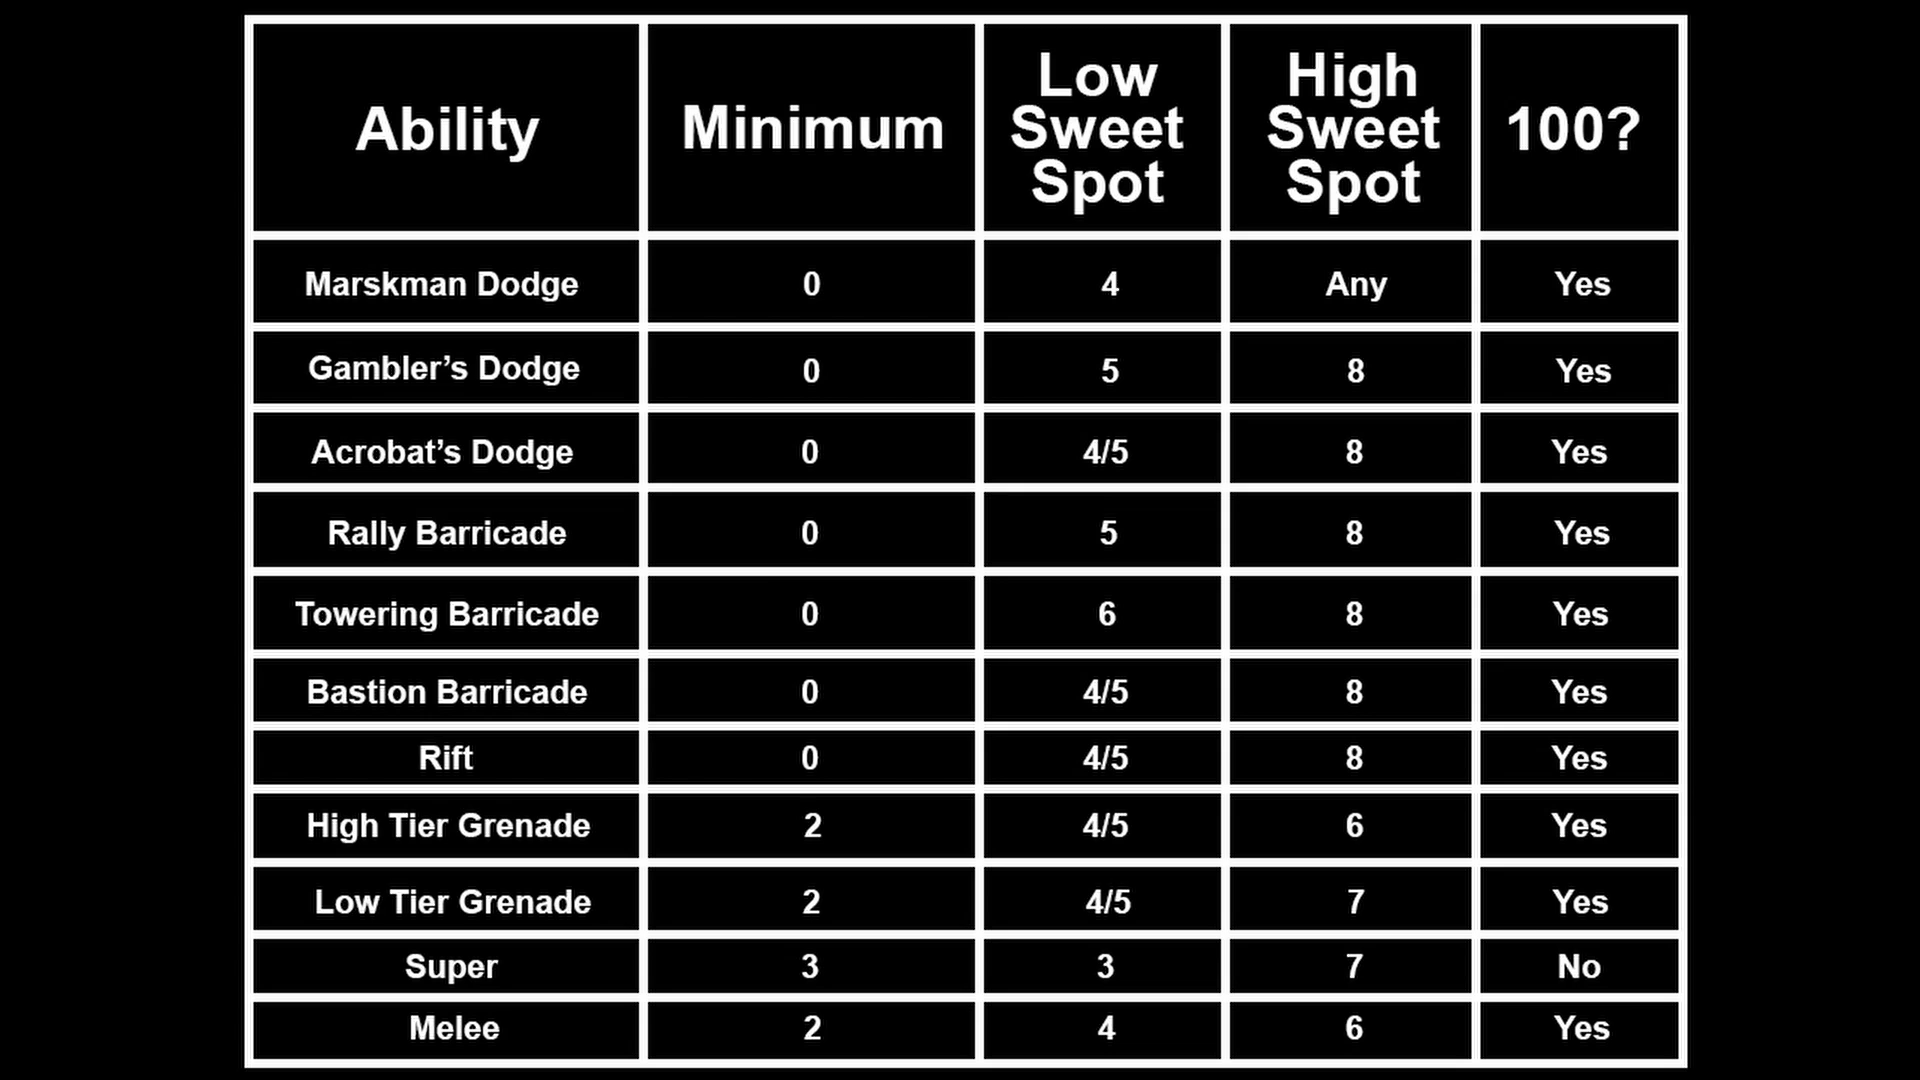 Ability Minimum Low Sweet Spot High Sweet Spot 100?
Marskman Dodge 0 4 Any Yes
Gambler’s Dodge 0 5 8 Yes
Acrobat’s Dodge 0 4/5 8 Yes
Rally Barricade 0 5 8 Yes
Towering Barricade 0 6 8 Yes
Bastion Barricade 0 4/5 8 Yes
Rift 0 4/5 8 Yes
High Tier Grenade 2 4/5 6 Yes
Low Tier Grenade 2 4/5 7 Yes
Super 3 3 7 No
Melee 2 4 6 Yes